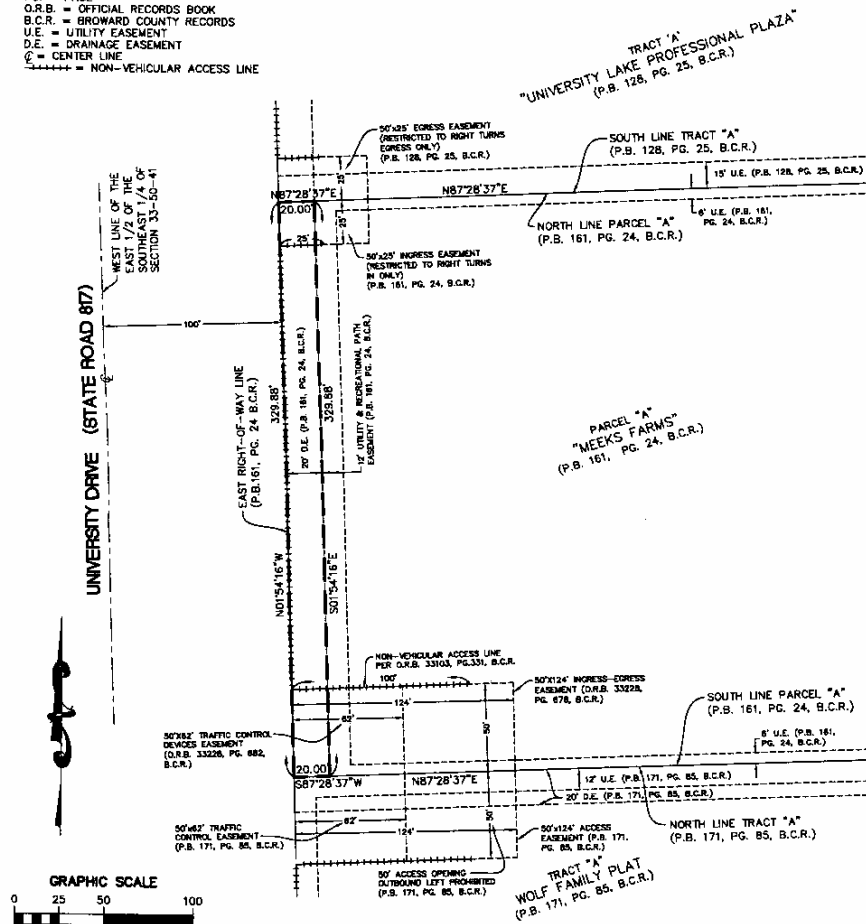 O.R.B. = OFFICIAL RECORDS BOOK
B.C.R. = BROWARD COUNTY RECORDS
U.E. = UTILITY EASEMENT
D.E. = DRAINAGE EASEMENT
℄ = CENTER LINE
= NON-VEHICULAR ACCESS LINE
TRACT 'A'
"UNIVERSITY LAKE PROFESSIONAL PLAZA"
(P.B. 128, PG. 25, B.C.R.)
50'x25' EGRESS EASEMENT
(RESTRICTED TO RIGHT TURNS
EGRESS ONLY)
(P.B. 128, PG. 25, B.C.R.)
SOUTH LINE TRACT "A"
(P.B. 128, PG. 25, B.C.R.)
15' U.E. (P.B. 128, PG. 25, B.C.R.)
25'
N87°28'37"E
20.00'
N87°28'37"E
25'
25'
NORTH LINE PARCEL "A"
(P.B. 161, PG. 24, B.C.R.)
6' U.E. (P.B. 161,
PG. 24, B.C.R.)
50'x25' INGRESS EASEMENT
(RESTRICTED TO RIGHT TURNS
IN ONLY)
(P.B. 161, PG. 24, B.C.R.)
WEST LINE OF THE
EAST 1/2 OF THE
SOUTHEAST 1/4 OF
SECTION 33-50-41
100'
UNIVERSITY DRIVE (STATE ROAD 817)
℄
EAST RIGHT-OF-WAY LINE
(P.B.161, PG. 24 B.C.R.)
329.88'
20' D.E. (P.B. 161, PG. 24, B.C.R.)
329.88'
12' UTILITY & RECREATIONAL PATH
EASEMENT (P.B. 161, PG. 24, B.C.R.)
PARCEL "A"
"MEEKS FARMS"
(P.B. 161, PG. 24, B.C.R.)
N01°54'16"W
S01°54'16"E
NON-VEHICULAR ACCESS LINE
PER O.R.B. 33103, PG.331, B.C.R.
100'
124'
62'
50'
50'X124' INGRESS-EGRESS
EASEMENT (O.R.B. 33228,
PG. 678, B.C.R.)
SOUTH LINE PARCEL "A"
(P.B. 161, PG. 24, B.C.R.)
50'X62' TRAFFIC CONTROL
DEVICES EASEMENT
(O.R.B. 33228, PG. 682,
B.C.R.)
6' U.E. (P.B. 161,
PG. 24, B.C.R.)
20.00'
S87°28'37"W
N87°28'37"E
12' U.E. (P.B. 171, PG. 85, B.C.R.)
20' D.E. (P.B. 171, PG. 85, B.C.R.)
50'x62' TRAFFIC
CONTROL EASEMENT
(P.B. 171, PG. 85, B.C.R.)
62'
124'
50'
50'x124' ACCESS
EASEMENT (P.B. 171,
PG. 85, B.C.R.)
NORTH LINE TRACT "A"
(P.B. 171, PG. 85, B.C.R.)
50' ACCESS OPENING
OUTBOUND LEFT PROHIBITED
(P.B. 171, PG. 85, B.C.R.)
TRACT "A"
WOLF FAMILY PLAT
(P.B. 171, PG. 85, B.C.R.)
GRAPHIC SCALE
0 25 50 100